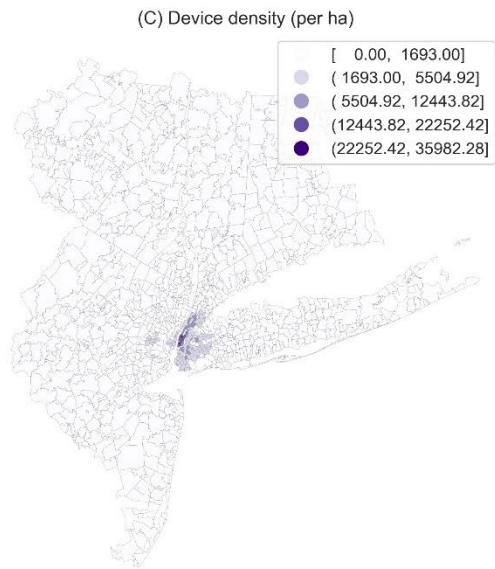 (C) Device density (per ha)
[ 0.00, 1693.00]
( 1693.00, 5504.92]
( 5504.92, 12443.82]
(12443.82, 22252.42]
(22252.42, 35982.28]